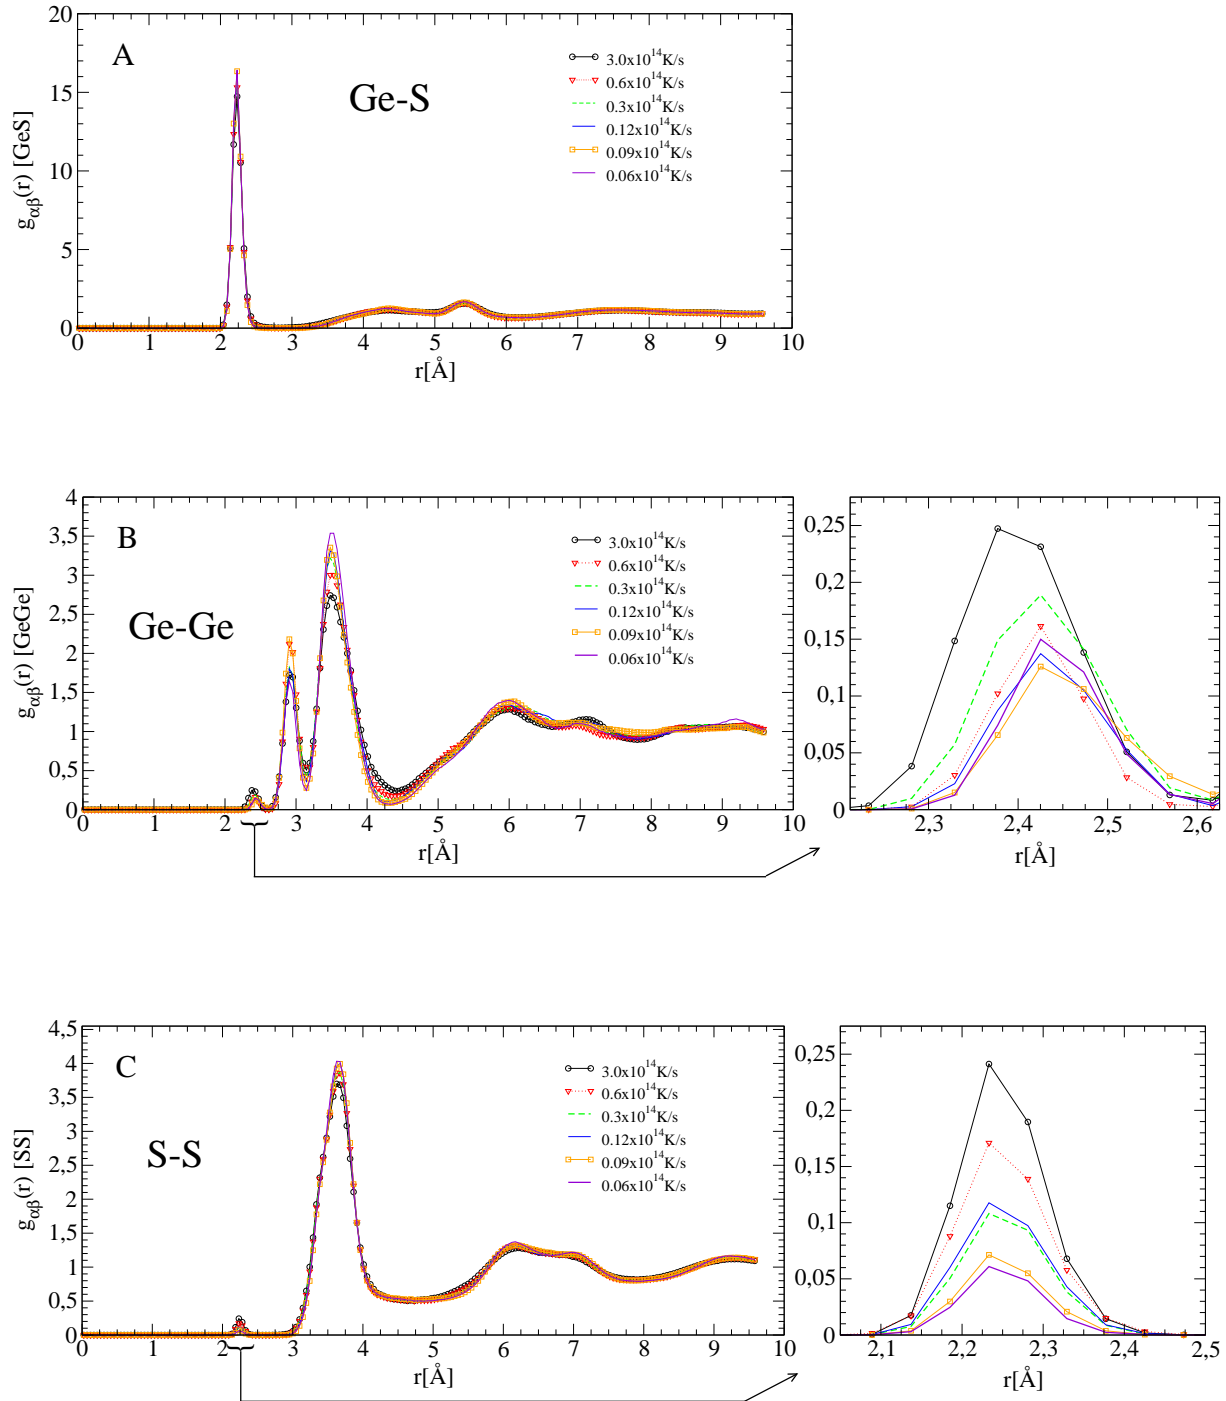 A
Ge-S
3.0x10^14K/s
0.6x10^14K/s
0.3x10^14K/s
0.12x10^14K/s
0.09x10^14K/s
0.06x10^14K/s
20
15
10
5
0
g_αβ(r) [GeS]
0 1 2 3 4 5 6 7 8 9 10
r[Å]
B
Ge-Ge
3.0x10^14K/s
0.6x10^14K/s
0.3x10^14K/s
0.12x10^14K/s
0.09x10^14K/s
0.06x10^14K/s
4
3,5
3
2,5
2
1,5
1
0,5
0
g_αβ(r) [GeGe]
0 1 2 3 4 5 6 7 8 9 10
r[Å]
0,25
0,2
0,15
0,1
0,05
0
2,3 2,4 2,5 2,6
r[Å]
C
S-S
3.0x10^14K/s
0.6x10^14K/s
0.3x10^14K/s
0.12x10^14K/s
0.09x10^14K/s
0.06x10^14K/s
4,5
4
3,5
3
2,5
2
1,5
1
0,5
0
g_αβ(r) [SS]
0 1 2 3 4 5 6 7 8 9 10
r[Å]
0,25
0,2
0,15
0,1
0,05
0
2,1 2,2 2,3 2,4 2,5
r[Å]